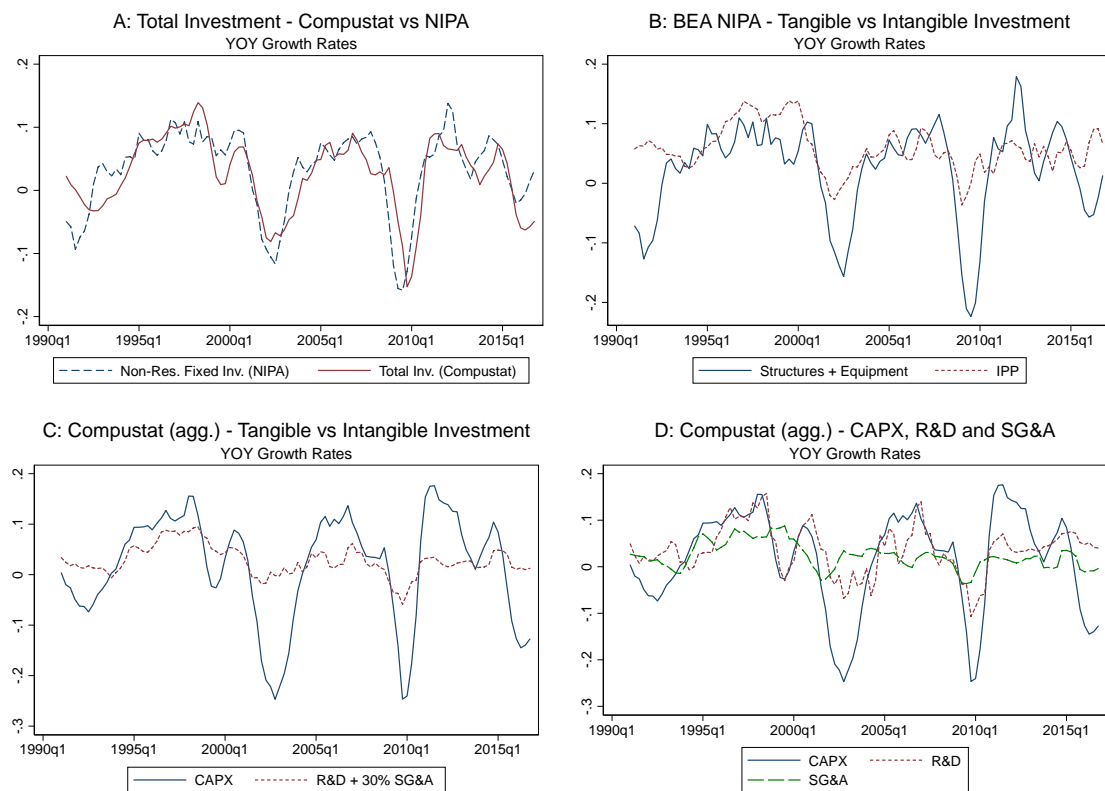 A: Total Investment - Compustat vs NIPA
YOY Growth Rates
.2
.1
0
-.1
-.2
1990q1 1995q1 2000q1 2005q1 2010q1 2015q1
Non-Res. Fixed Inv. (NIPA) Total Inv. (Compustat)
B: BEA NIPA - Tangible vs Intangible Investment
YOY Growth Rates
.2
.1
0
-.1
-.2
1990q1 1995q1 2000q1 2005q1 2010q1 2015q1
Structures + Equipment IPP
C: Compustat (agg.) - Tangible vs Intangible Investment
YOY Growth Rates
.2
.1
0
-.1
-.2
-.3
1990q1 1995q1 2000q1 2005q1 2010q1 2015q1
CAPX R&D + 30% SG&A
D: Compustat (agg.) - CAPX, R&D and SG&A
YOY Growth Rates
.2
.1
0
-.1
-.2
-.3
1990q1 1995q1 2000q1 2005q1 2010q1 2015q1
CAPX R&D
SG&A